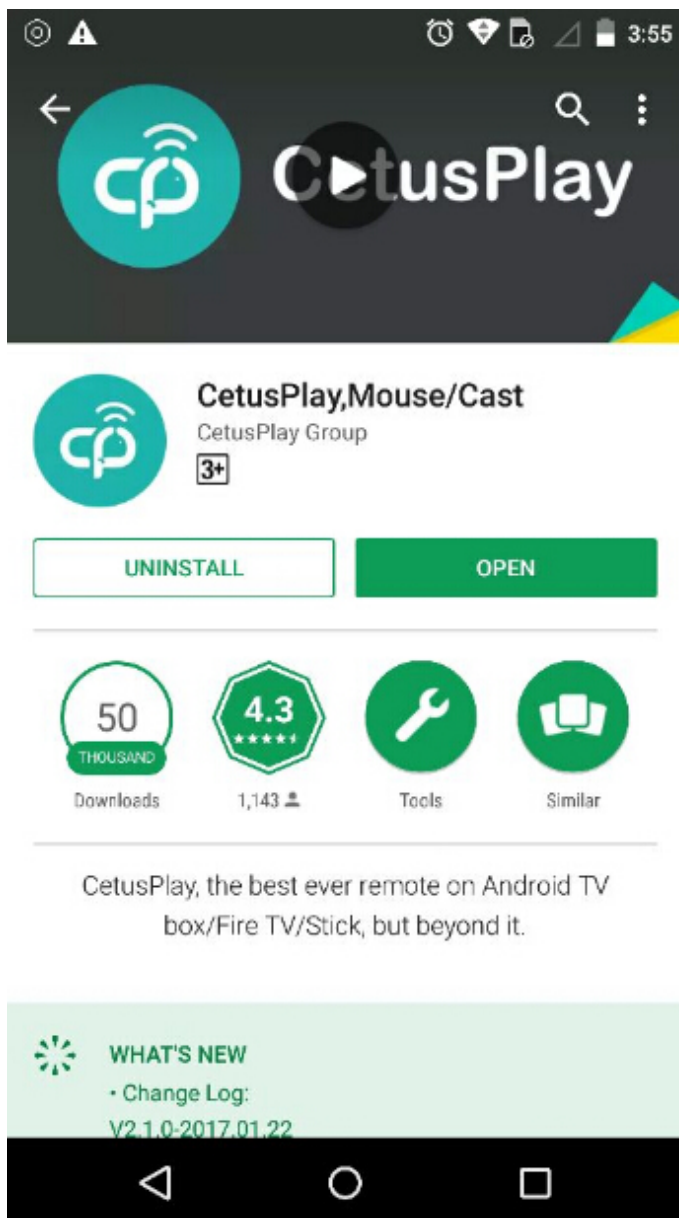 3:55
CetusPlay
cp
CetusPlay,Mouse/Cast
CetusPlay Group
3+
UNINSTALL
OPEN
50
THOUSAND
Downloads
4.3
1,143
Tools
Similar
CetusPlay, the best ever remote on Android TV
box/Fire TV/Stick, but beyond it.
WHAT'S NEW
• Change Log:
V2.1.0-2017.01.22